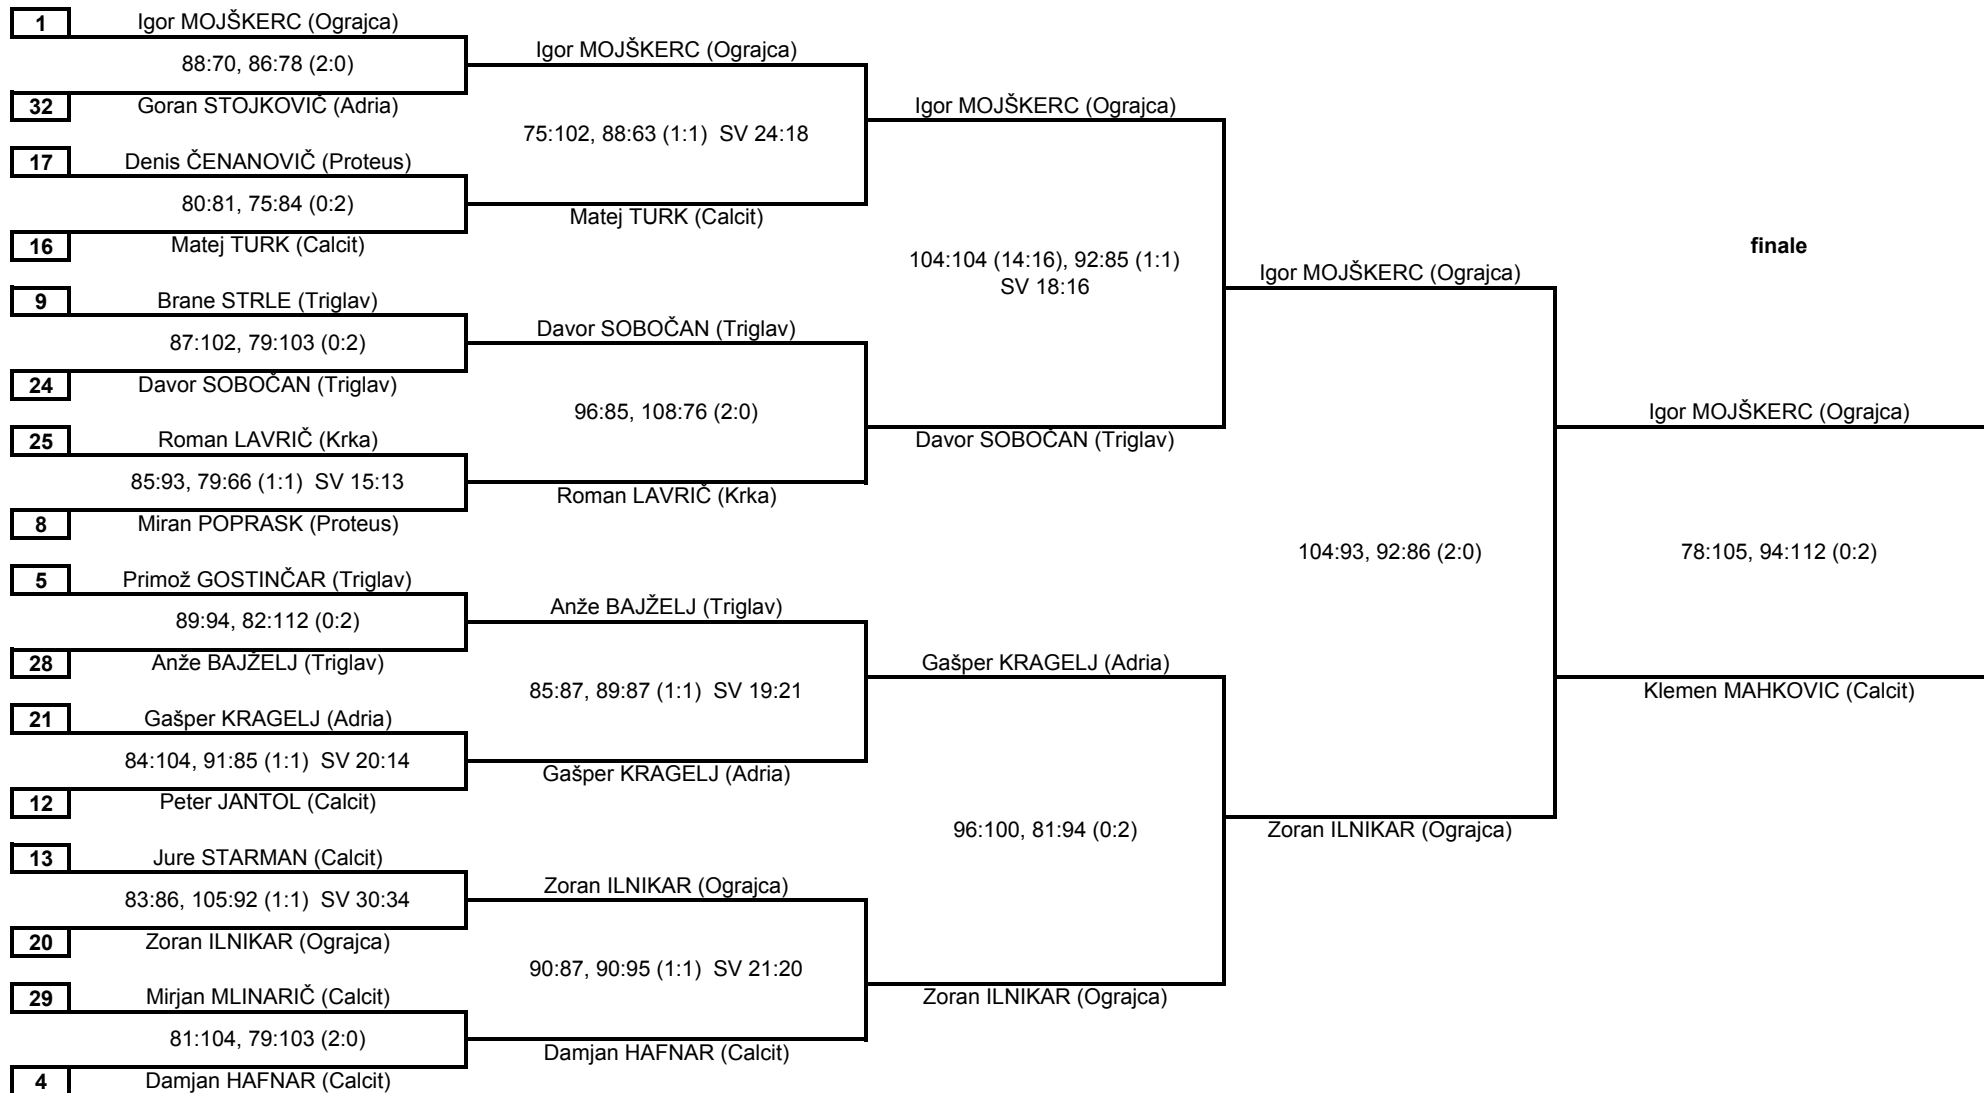 1 Igor MOJŠKERC (Ograjca)
88:70, 86:78 (2:0)
32 Goran STOJKOVIČ (Adria)
17 Denis ČENANOVIČ (Proteus)
80:81, 75:84 (0:2)
16 Matej TURK (Calcit)
9 Brane STRLE (Triglav)
87:102, 79:103 (0:2)
24 Davor SOBOČAN (Triglav)
25 Roman LAVRIČ (Krka)
85:93, 79:66 (1:1) SV 15:13
8 Miran POPRASK (Proteus)
5 Primož GOSTINČAR (Triglav)
89:94, 82:112 (0:2)
28 Anže BAJŽELJ (Triglav)
21 Gašper KRAGELJ (Adria)
84:104, 91:85 (1:1) SV 20:14
12 Peter JANTOL (Calcit)
13 Jure STARMAN (Calcit)
83:86, 105:92 (1:1) SV 30:34
20 Zoran ILNIKAR (Ograjca)
29 Mirjan MLINARIČ (Calcit)
81:104, 79:103 (2:0)
4 Damjan HAFNAR (Calcit)
Igor MOJŠKERC (Ograjca)
75:102, 88:63 (1:1) SV 24:18
Matej TURK (Calcit)
Davor SOBOČAN (Triglav)
96:85, 108:76 (2:0)
Roman LAVRIČ (Krka)
Anže BAJŽELJ (Triglav)
85:87, 89:87 (1:1) SV 19:21
Gašper KRAGELJ (Adria)
Zoran ILNIKAR (Ograjca)
90:87, 90:95 (1:1) SV 21:20
Damjan HAFNAR (Calcit)
Igor MOJŠKERC (Ograjca)
104:104 (14:16), 92:85 (1:1)
SV 18:16
Davor SOBOČAN (Triglav)
Gašper KRAGELJ (Adria)
96:100, 81:94 (0:2)
Zoran ILNIKAR (Ograjca)
Igor MOJŠKERC (Ograjca)
104:93, 92:86 (2:0)
Zoran ILNIKAR (Ograjca)
finale
Igor MOJŠKERC (Ograjca)
78:105, 94:112 (0:2)
Klemen MAHKOVIC (Calcit)